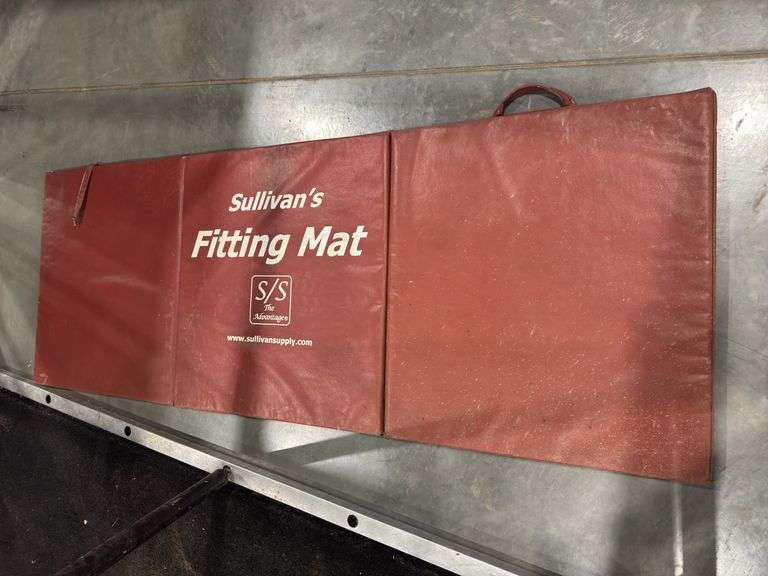 Sullivan's
Fitting Mat
S/S
The
Advantage®
www.sullivansupply.com